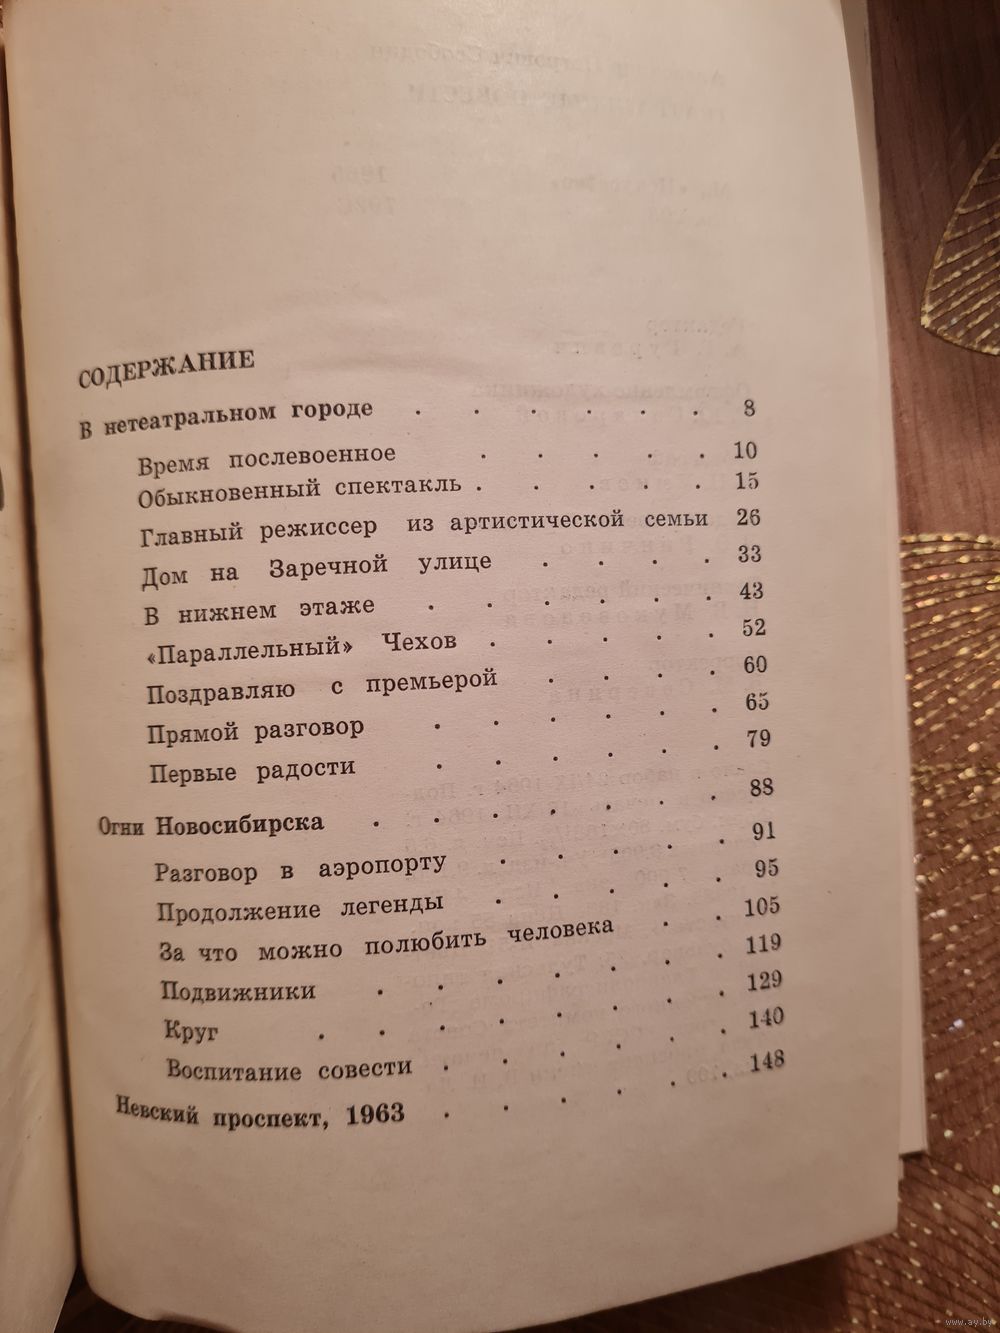 СОДЕРЖАНИЕ
В нетеатральном городе . . . . . . 8
Время послевоенное . . . . . 10
Обыкновенный спектакль . . . . . 15
Главный режиссер из артистической семьи 26
Дом на Заречной улице . . . . 33
В нижнем этаже . . . . . . 43
«Параллельный» Чехов . . . . . 52
Поздравляю с премьерой . . . . 60
Прямой разговор . . . . . . 65
Первые радости . . . . . . 79
Огни Новосибирска . . . . . . . 88
Разговор в аэропорту . . . . . 91
Продолжение легенды . . . . . 95
За что можно полюбить человека . . 105
Подвижники . . . . . . . 119
Круг . . . . . . . . 129
Воспитание совести . . . . . . 140
Невский проспект, 1963 . . . . . . 148
www.ay.by